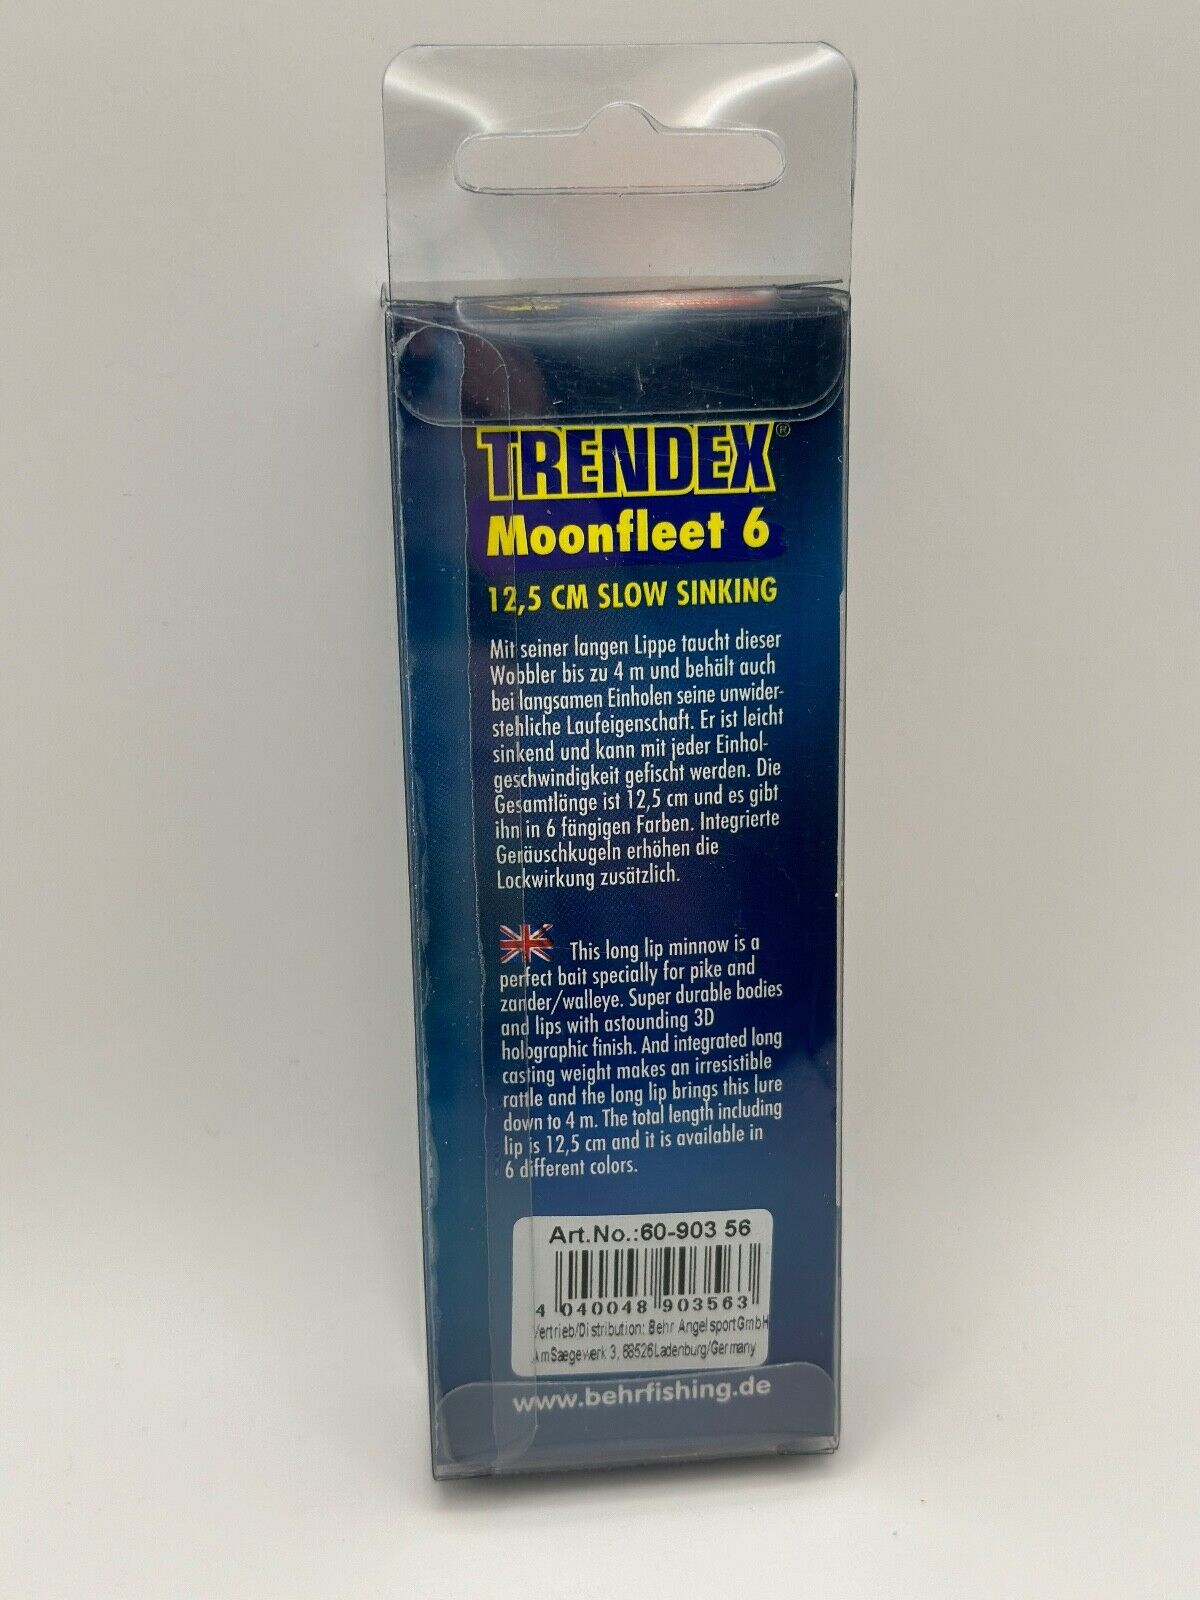 TRENDEX®
Moonfleet 6
12,5 CM SLOW SINKING
Mit seiner langen Lippe taucht dieser
Wobbler bis zu 4 m und behält auch
bei langsamen Einholen seine unwider-
stehliche Laufeigenschaft. Er ist leicht
sinkend und kann mit jeder Einhol-
geschwindigkeit gefischt werden. Die
Gesamtlänge ist 12,5 cm und es gibt
ihn in 6 fängigen Farben. Integrierte
Geräuschkugeln erhöhen die
Lockwirkung zusätzlich.
This long lip minnow is a
perfect bait specially for pike and
zander/walleye. Super durable bodies
and lips with astounding 3D
holographic finish. And integrated long
casting weight makes an irresistible
rattle and the long lip brings this lure
down to 4 m. The total length including
lip is 12,5 cm and it is available in
6 different colors.
Art.No.:60-903 56
4 040048 903563
Vertrieb/Distribution: Behr Angelsport GmbH
Am Saegewerk 3, 68526 Ladenburg/Germany
www.behrfishing.de